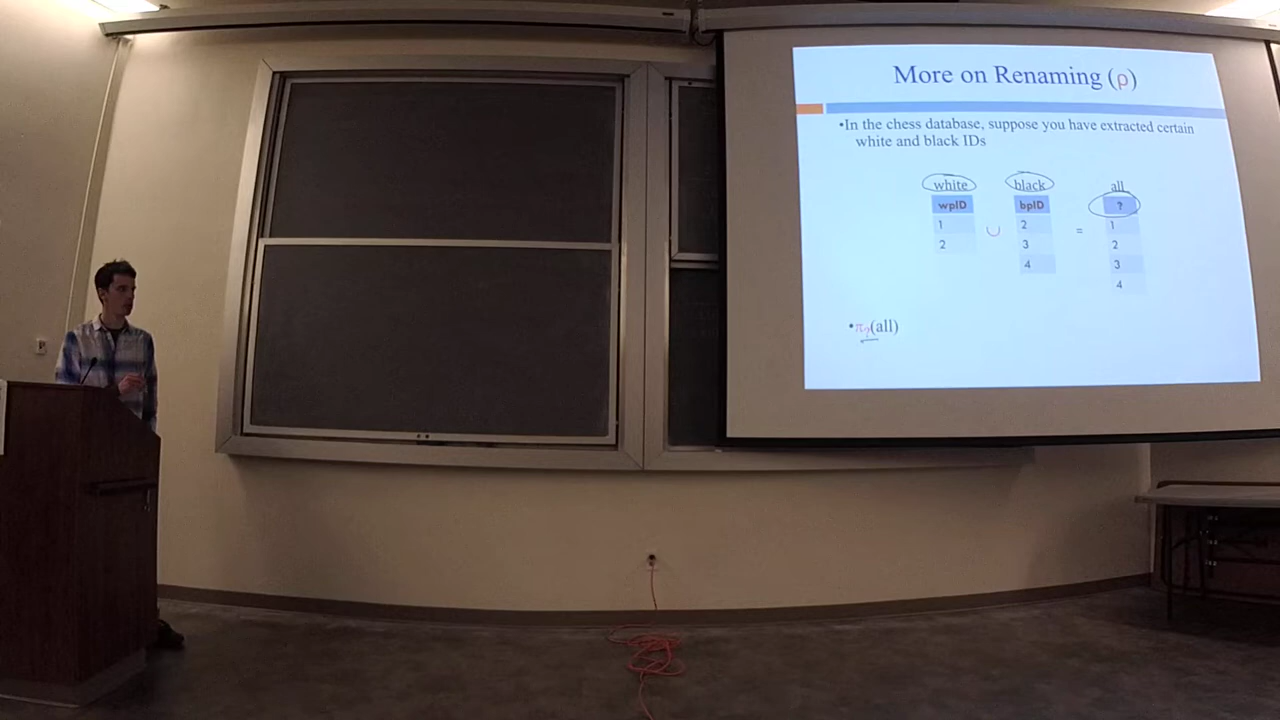 More on Renaming (ρ)
•In the chess database, suppose you have extracted certain
white and black IDs
white black all
wpID bpID ?
1 ∪ 2 = 1
2 3 2
4 3
4
•π?(all)